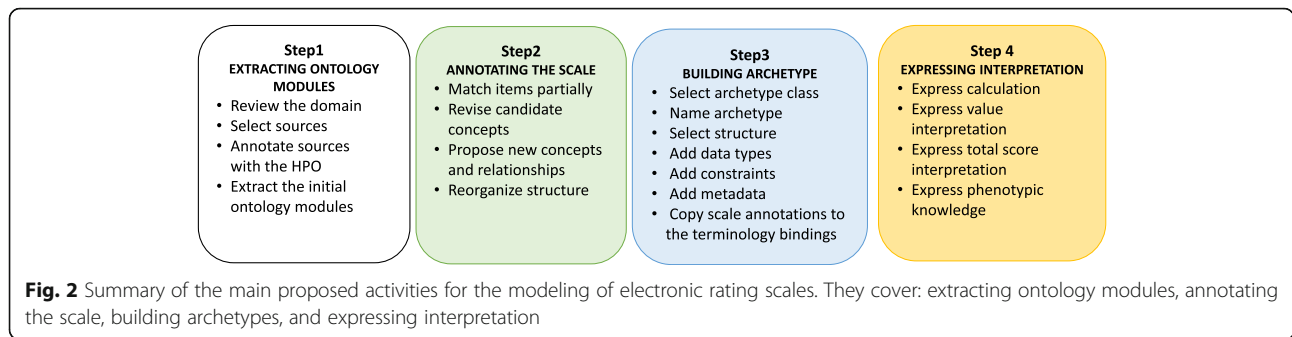 Step1
EXTRACTING ONTOLOGY
MODULES
• Review the domain
• Select sources
• Annotate sources
with the HPO
• Extract the initial
ontology modules
Step2
ANNOTATING THE SCALE
• Match items partially
• Revise candidate
concepts
• Propose new concepts
and relationships
• Reorganize structure
Step3
BUILDING ARCHETYPE
• Select archetype class
• Name archetype
• Select structure
• Add data types
• Add constraints
• Add metadata
• Copy scale annotations to
the terminology bindings
Step 4
EXPRESSING INTERPRETATION
• Express calculation
• Express value
interpretation
• Express total score
interpretation
• Express phenotypic
knowledge
Fig. 2 Summary of the main proposed activities for the modeling of electronic rating scales. They cover: extracting ontology modules, annotating
the scale, building archetypes, and expressing interpretation